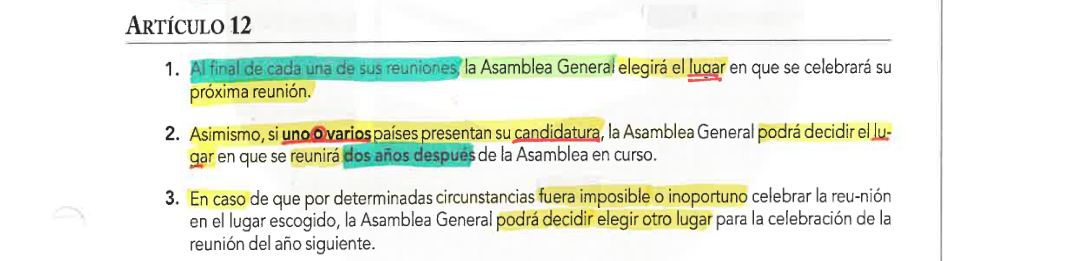 ARTÍCULO 12
1. Al final de cada una de sus reuniones, la Asamblea General elegirá el lugar en que se celebrará su
próxima reunión.
2. Asimismo, si uno o varios países presentan su candidatura, la Asamblea General podrá decidir el lu-
gar en que se reunirá dos años después de la Asamblea en curso.
3. En caso de que por determinadas circunstancias fuera imposible o inoportuno celebrar la reu-nión
en el lugar escogido, la Asamblea General podrá decidir elegir otro lugar para la celebración de la
reunión del año siguiente.